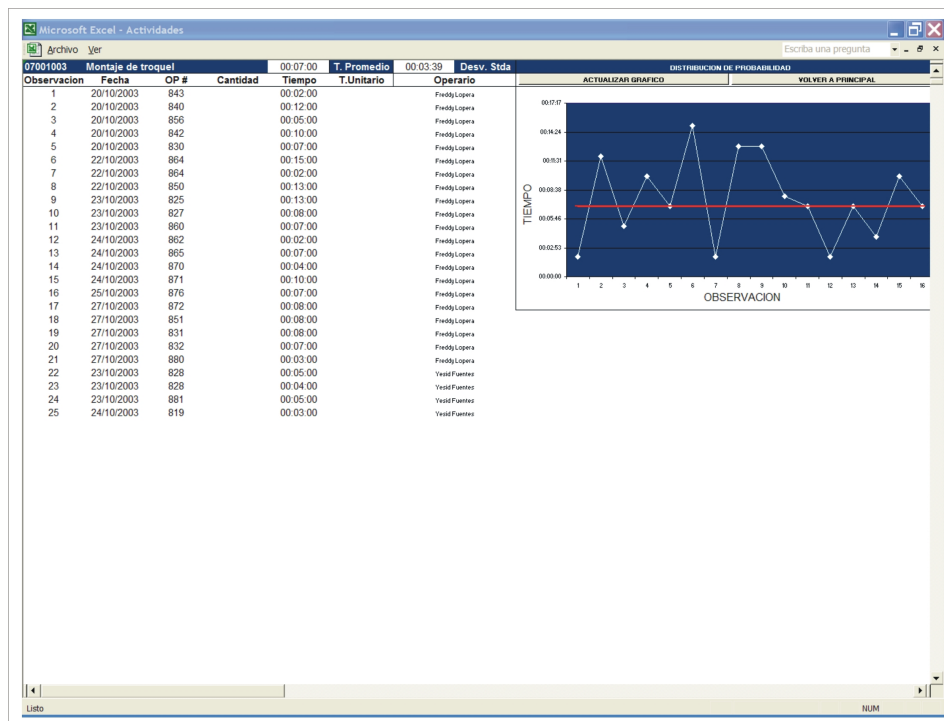 Microsoft Excel - Actividades
Archivo Ver Escriba una pregunta
07001003 Montaje de troquel 00:07:00 T. Promedio 00:03:39 Desv. Stda DISTRIBUCION DE PROBABILIDAD
Observacion Fecha OP # Cantidad Tiempo T.Unitario Operario ACTUALIZAR GRAFICO VOLVER A PRINCIPAL
1 20/10/2003 843 00:02:00 Freddy Lopera
2 20/10/2003 840 00:12:00 Freddy Lopera
3 20/10/2003 856 00:05:00 Freddy Lopera
4 20/10/2003 842 00:10:00 Freddy Lopera
5 20/10/2003 830 00:07:00 Freddy Lopera
6 22/10/2003 864 00:15:00 Freddy Lopera
7 22/10/2003 864 00:02:00 Freddy Lopera
8 22/10/2003 850 00:13:00 Freddy Lopera
9 23/10/2003 825 00:13:00 Freddy Lopera
10 23/10/2003 827 00:08:00 Freddy Lopera
11 23/10/2003 860 00:07:00 Freddy Lopera
12 24/10/2003 862 00:02:00 Freddy Lopera
13 24/10/2003 865 00:07:00 Freddy Lopera
14 24/10/2003 870 00:04:00 Freddy Lopera
15 24/10/2003 871 00:10:00 Freddy Lopera
16 25/10/2003 876 00:07:00 Freddy Lopera
17 27/10/2003 872 00:08:00 Freddy Lopera
18 27/10/2003 851 00:08:00 Freddy Lopera
19 27/10/2003 831 00:08:00 Freddy Lopera
20 27/10/2003 832 00:07:00 Freddy Lopera
21 27/10/2003 880 00:03:00 Freddy Lopera
22 23/10/2003 828 00:05:00 Yesid Fuentes
23 23/10/2003 828 00:04:00 Yesid Fuentes
24 23/10/2003 881 00:05:00 Yesid Fuentes
25 24/10/2003 819 00:03:00 Yesid Fuentes
00:17:17
00:14:24
00:11:31
00:08:38
00:05:46
00:02:53
00:00:00
TIEMPO
1 2 3 4 5 6 7 8 9 10 11 12 13 14 15 16
OBSERVACION
Listo NUM